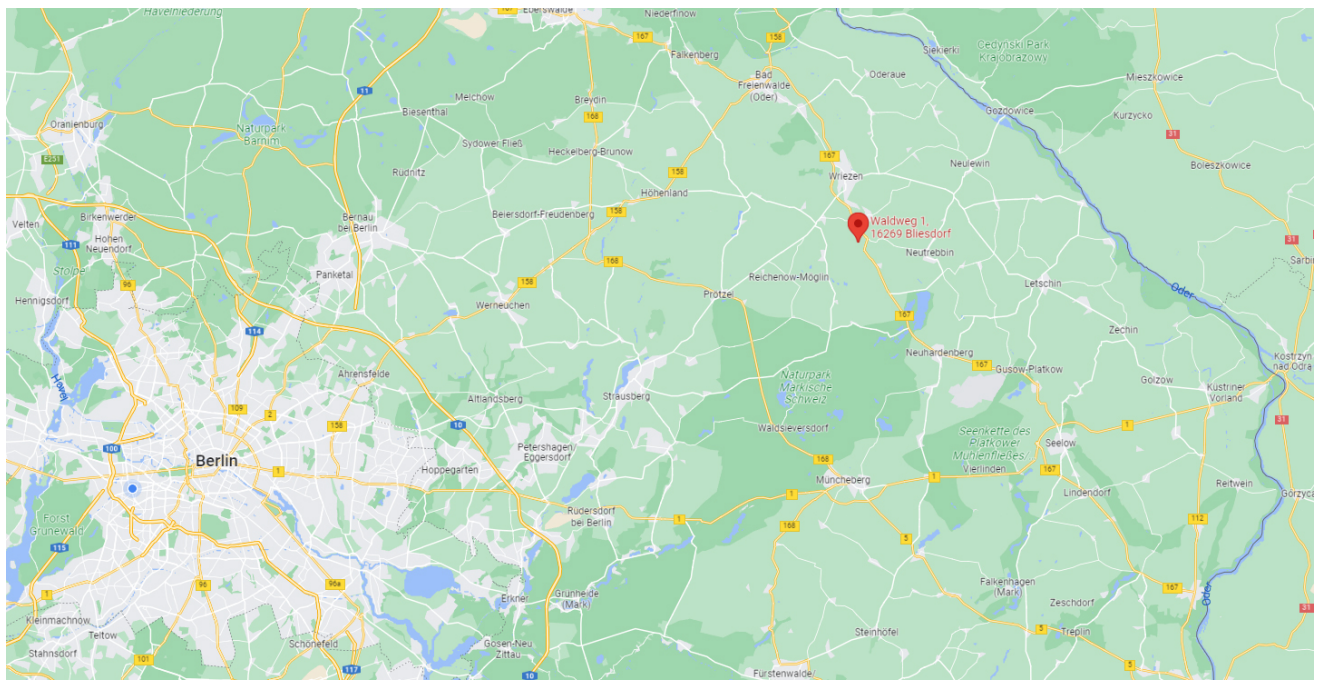 Havelniederung
167
Eberswalde
Niederfinow
167
158
Falkenberg
Siekierki
Cedyński Park
Krajobrazowy
11
Bad
Freienwalde
(Oder)
Oderaue
Mieszkowice
Melchow
Breydin
Biesenthal
168
Gozdowice
Kurzycko
Oranienburg
Naturpark
Barnim
31
Sydower Fließ
Heckelberg-Brunow
E251
167
Neulewin
Boleszkowice
Rüdnitz
158
Wriezen
Höhenland
Velten
Birkenwerder
Bernau
bei Berlin
Beiersdorf-Freudenberg
158
Waldweg 1,
16269 Bliesdorf
111
Hohen
Neuendorf
31
Neutrebbin
Stolpe
Panketal
168
Reichenow-Möglin
96
158
Letschin
Oder
Hennigsdorf
Prötzel
Werneuchen
167
114
Zechin
Neuhardenberg
Kostrzyn
nad Odrą
167
Ahrensfelde
Naturpark
Märkische
Schweiz
Gusow-Platkow
Golzow
Küstriner
Vorland
Havel
109
2
Altlandsberg
Strausberg
31
158
10
Waldsieversdorf
1
Seenkette des
Platkower
Mühlenfließes/
Seelow
100
Petershagen/
Eggersdorf
Berlin
1
Hoppegarten
168
Vierlinden
167
Müncheberg
1
Reitwein
1
Lindendorf
Górzyca
Forst
Grunewald
Rüdersdorf
bei Berlin
1
168
112
115
5
96
96a
Falkenhagen
(Mark)
167
1
Erkner
Grünheide
(Mark)
Zeschdorf
Oder
31
Kleinmachnow
Teltow
Steinhöfel
5
Treplin
Schönefeld
Gosen-Neu
Zittau
Stahnsdorf
101
117
10
Fürstenwalde/
5